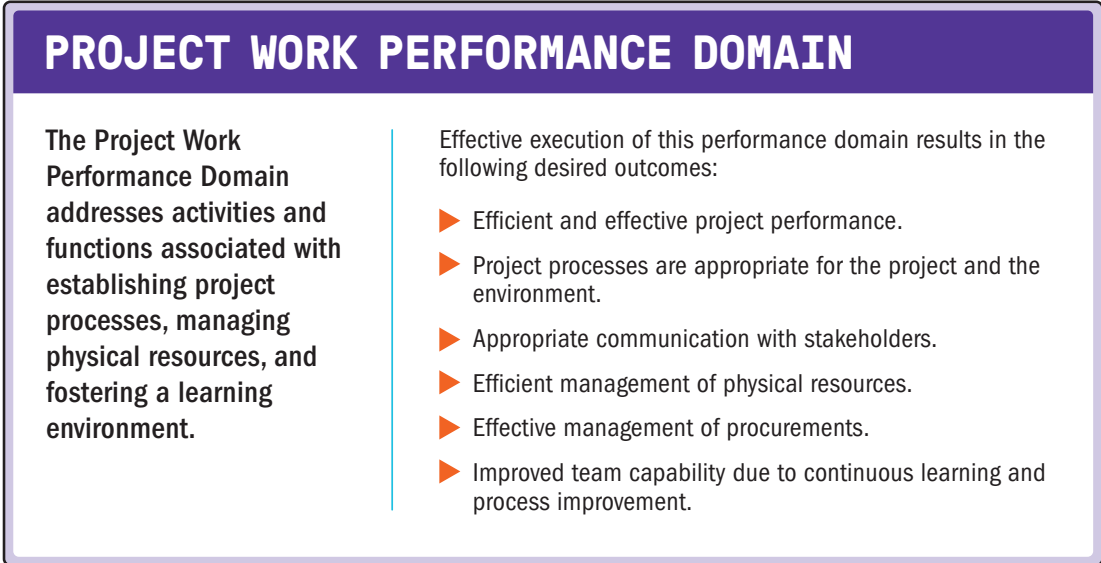 PROJECT WORK PERFORMANCE DOMAIN
The Project Work
Performance Domain
addresses activities and
functions associated with
establishing project
processes, managing
physical resources, and
fostering a learning
environment.
Effective execution of this performance domain results in the
following desired outcomes:
Efficient and effective project performance.
Project processes are appropriate for the project and the
environment.
Appropriate communication with stakeholders.
Efficient management of physical resources.
Effective management of procurements.
Improved team capability due to continuous learning and
process improvement.